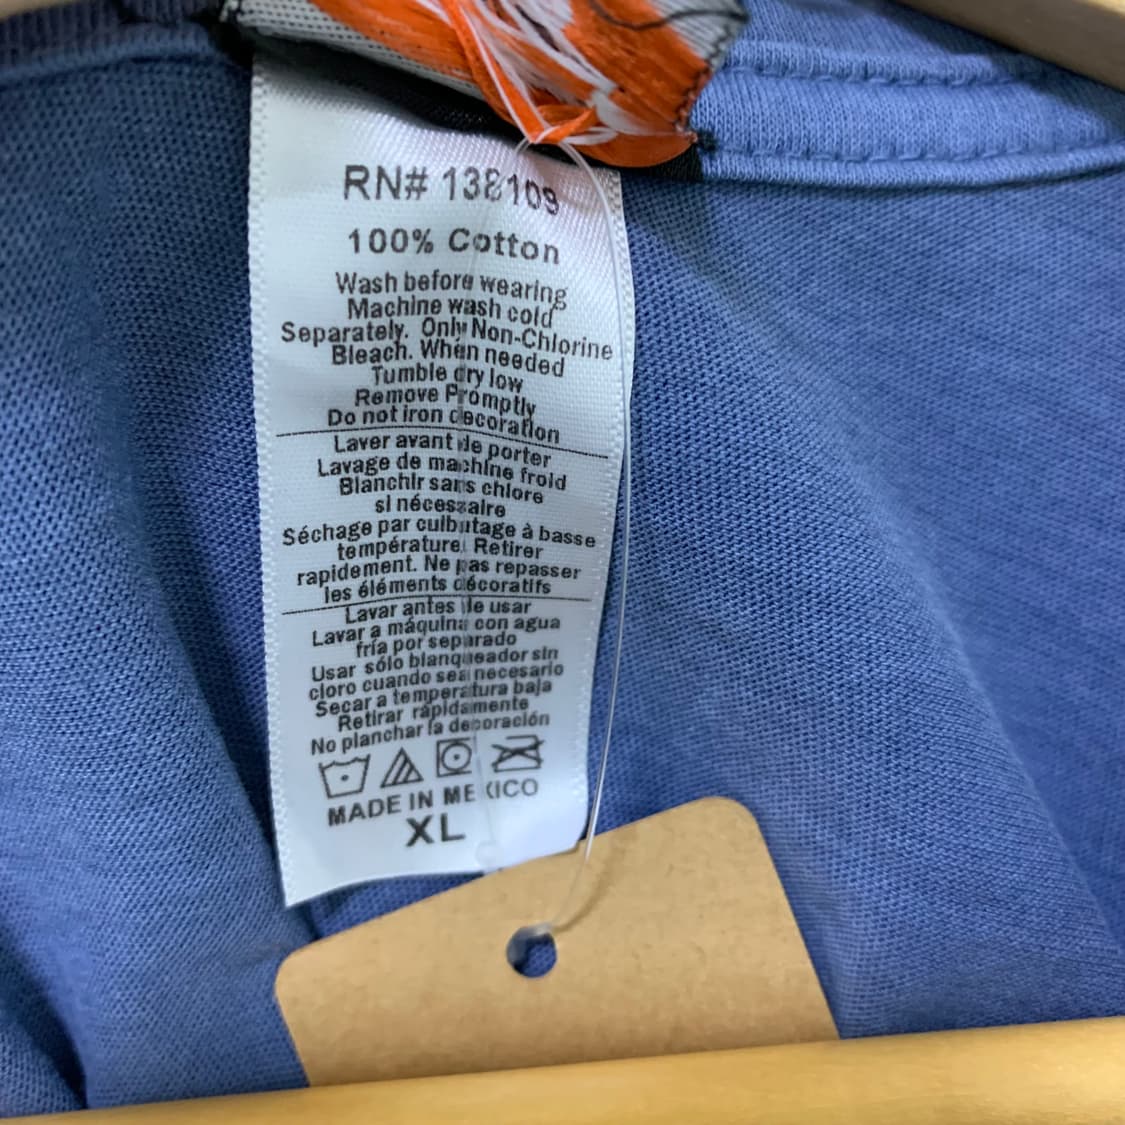 RN# 138109
100% Cotton
Wash before wearing
Machine wash cold
Separately. Only Non-Chlorine
Bleach. When needed
Tumble dry low
Remove Promptly
Do not iron decoration
Laver avant de porter
Lavage de machine froid
Blanchir sans chlore
si nécessaire
Séchage par culbutage à basse
température. Retirer
rapidement. Ne pas repasser
les éléments décoratifs
Lavar antes de usar
Lavar a máquina con agua
fría por separado
Usar sólo blanqueador sin
cloro cuando sea necesario
Secar a temperatura baja
Retirar rápidamente
No planchar la decoración
MADE IN MEXICO
XL